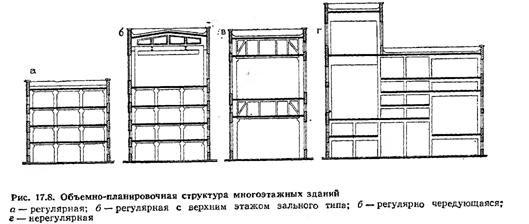 а
б
в
г
Рис. 17.8. Объемно-планировочная структура многоэтажных зданий
а — регулярная; б — регулярная с верхним этажом зального типа; в — регулярно чередующаяся;
г — нерегулярная